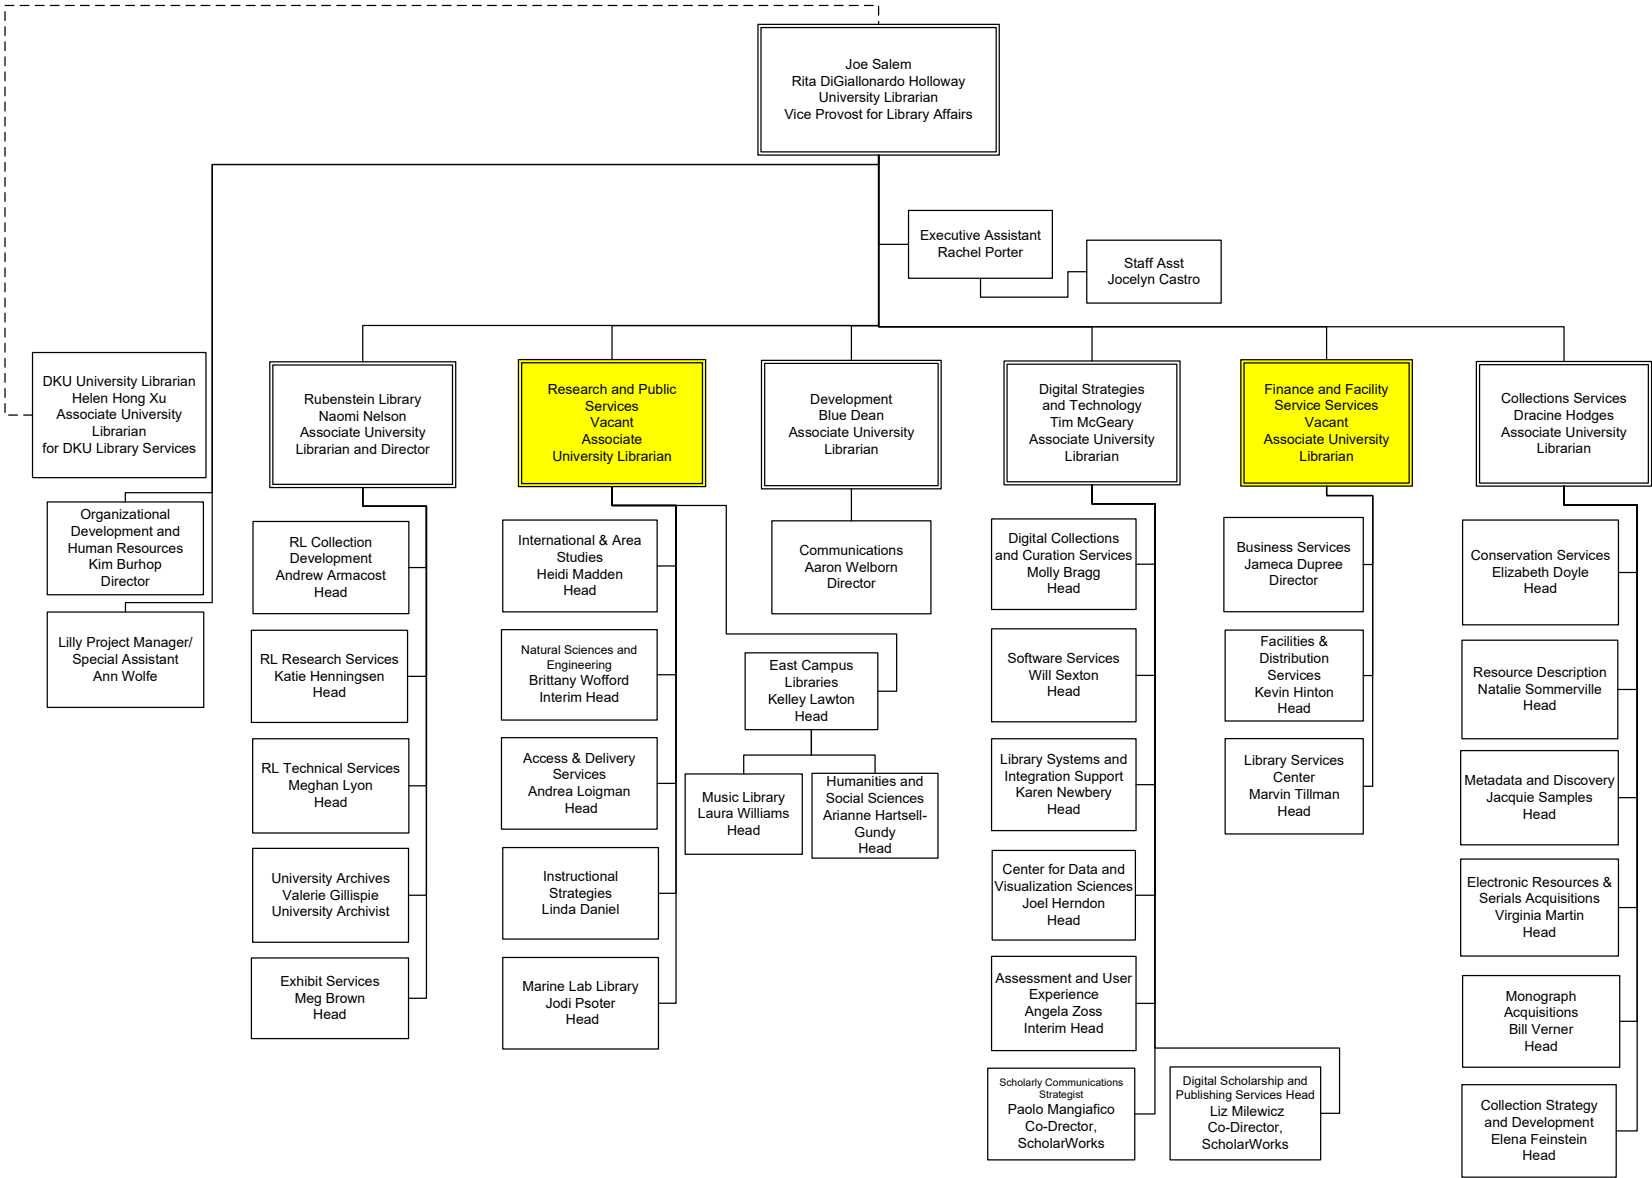 Joe Salem
Rita DiGiallonardo Holloway
University Librarian
Vice Provost for Library Affairs
Executive Assistant
Rachel Porter
Staff Asst
Jocelyn Castro
DKU University Librarian
Helen Hong Xu
Associate University
Librarian
for DKU Library Services
Organizational
Development and
Human Resources
Kim Burhop
Director
Lilly Project Manager/
Special Assistant
Ann Wolfe
Rubenstein Library
Naomi Nelson
Associate University
Librarian and Director
RL Collection
Development
Andrew Armacost
Head
RL Research Services
Katie Henningsen
Head
RL Technical Services
Meghan Lyon
Head
University Archives
Valerie Gillispie
University Archivist
Exhibit Services
Meg Brown
Head
Research and Public
Services
Vacant
Associate
University Librarian
International & Area
Studies
Heidi Madden
Head
Natural Sciences and
Engineering
Brittany Wofford
Interim Head
Access & Delivery
Services
Andrea Loigman
Head
Instructional
Strategies
Linda Daniel
Marine Lab Library
Jodi Psoter
Head
East Campus
Libraries
Kelley Lawton
Head
Music Library
Laura Williams
Head
Humanities and
Social Sciences
Arianne Hartsell-
Gundy
Head
Development
Blue Dean
Associate University
Librarian
Communications
Aaron Welborn
Director
Digital Strategies
and Technology
Tim McGeary
Associate University
Librarian
Digital Collections
and Curation Services
Molly Bragg
Head
Software Services
Will Sexton
Head
Library Systems and
Integration Support
Karen Newbery
Head
Center for Data and
Visualization Sciences
Joel Herndon
Head
Assessment and User
Experience
Angela Zoss
Interim Head
Scholarly Communications
Strategist
Paolo Mangiafico
Co-Drector,
ScholarWorks
Digital Scholarship and
Publishing Services Head
Liz Milewicz
Co-Director,
ScholarWorks
Finance and Facility
Service Services
Vacant
Associate University
Librarian
Business Services
Jameca Dupree
Director
Facilities &
Distribution
Services
Kevin Hinton
Head
Library Services
Center
Marvin Tillman
Head
Collections Services
Dracine Hodges
Associate University
Librarian
Conservation Services
Elizabeth Doyle
Head
Resource Description
Natalie Sommerville
Head
Metadata and Discovery
Jacquie Samples
Head
Electronic Resources &
Serials Acquisitions
Virginia Martin
Head
Monograph
Acquisitions
Bill Verner
Head
Collection Strategy
and Development
Elena Feinstein
Head